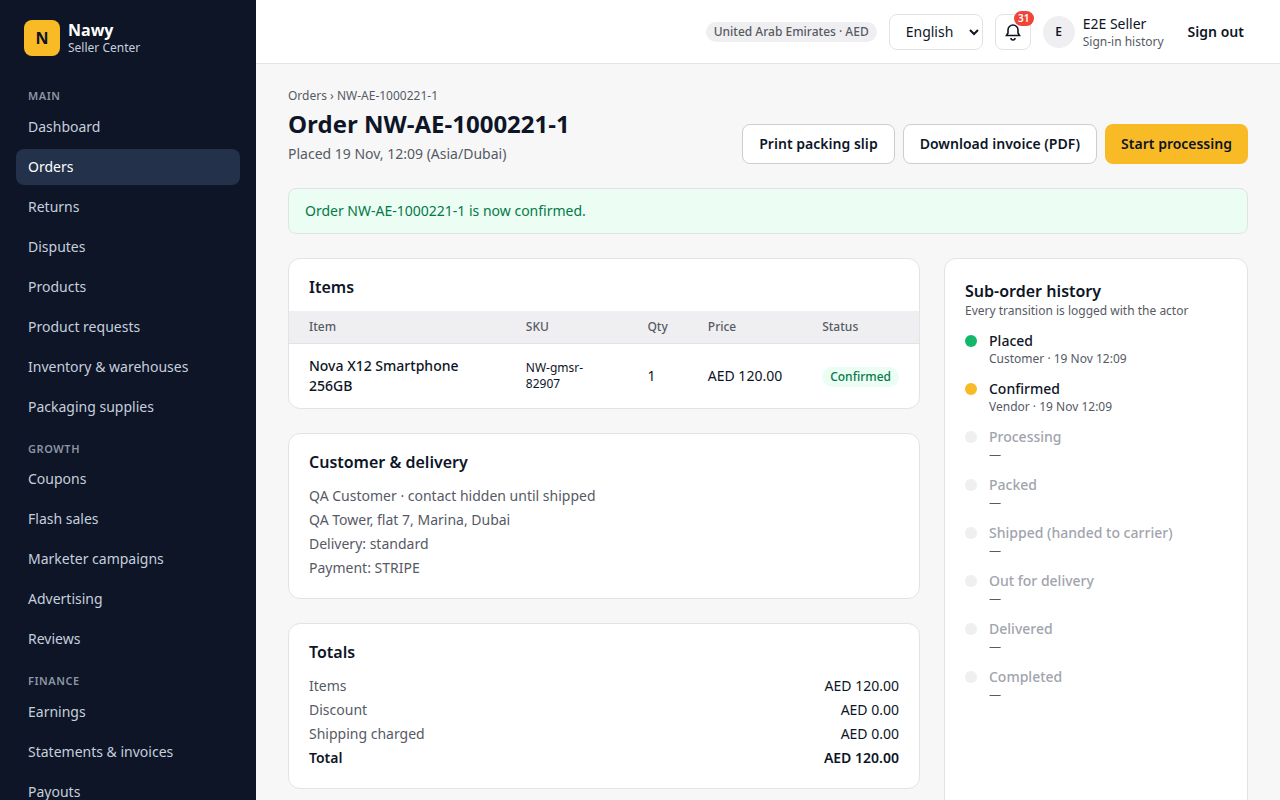 N
Nawy
Seller Center
MAIN
Dashboard
Orders
Returns
Disputes
Products
Product requests
Inventory & warehouses
Packaging supplies
GROWTH
Coupons
Flash sales
Marketer campaigns
Advertising
Reviews
FINANCE
Earnings
Statements & invoices
Payouts
United Arab Emirates · AED
English
31
E
E2E Seller
Sign-in history
Sign out
Orders › NW-AE-1000221-1
Order NW-AE-1000221-1
Placed 19 Nov, 12:09 (Asia/Dubai)
Print packing slip
Download invoice (PDF)
Start processing
Order NW-AE-1000221-1 is now confirmed.
Items
Item SKU Qty Price Status
Nova X12 Smartphone
256GB
NW-gmsr-
82907
1
AED 120.00
Confirmed
Customer & delivery
QA Customer · contact hidden until shipped
QA Tower, flat 7, Marina, Dubai
Delivery: standard
Payment: STRIPE
Totals
Items AED 120.00
Discount AED 0.00
Shipping charged AED 0.00
Total AED 120.00
Sub-order history
Every transition is logged with the actor
Placed
Customer · 19 Nov 12:09
Confirmed
Vendor · 19 Nov 12:09
Processing
—
Packed
—
Shipped (handed to carrier)
—
Out for delivery
—
Delivered
—
Completed
—